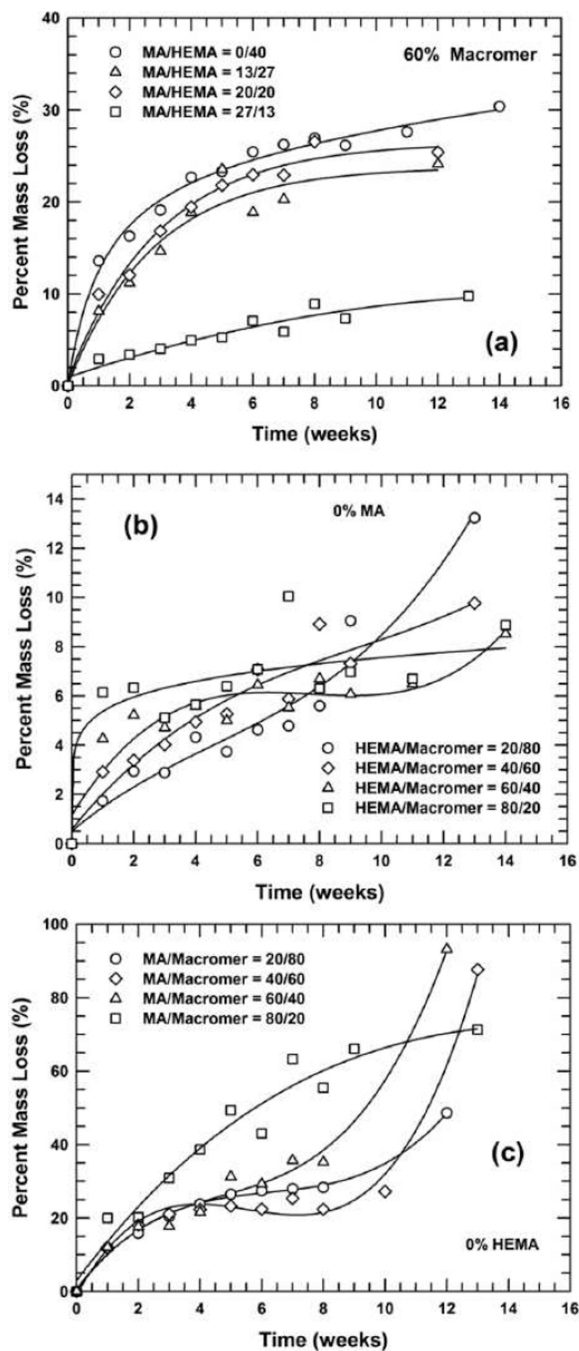 MA/HEMA = 0/40
MA/HEMA = 13/27
MA/HEMA = 20/20
MA/HEMA = 27/13
60% Macromer
40
30
20
10
0
Percent Mass Loss (%)
(a)
0 2 4 6 8 10 12 14 16
Time (weeks)
(b)
0% MA
14
12
10
8
6
4
2
0
Percent Mass Loss (%)
HEMA/Macromer = 20/80
HEMA/Macromer = 40/60
HEMA/Macromer = 60/40
HEMA/Macromer = 80/20
0 2 4 6 8 10 12 14 16
Time (weeks)
MA/Macromer = 20/80
MA/Macromer = 40/60
MA/Macromer = 60/40
MA/Macromer = 80/20
100
80
60
40
20
0
Percent Mass Loss (%)
(c)
0% HEMA
0 2 4 6 8 10 12 14 16
Time (weeks)